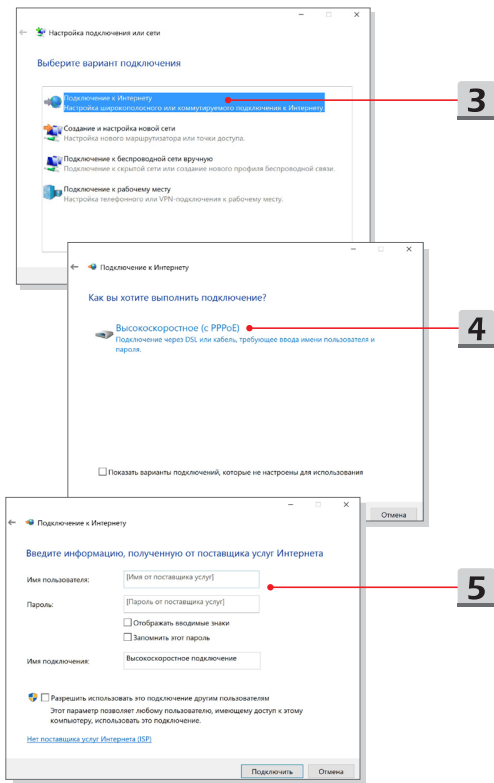 Настройка подключения или сети
Выберите вариант подключения
Подключение к Интернету
Настройка широкополосного или коммутируемого подключения к Интернету.
3
Создание и настройка новой сети
Настройка нового маршрутизатора или точки доступа.
Подключение к беспроводной сети вручную
Подключение к скрытой сети или создание нового профиля беспроводной связи.
Подключение к рабочему месту
Настройка телефонного или VPN-подключения к рабочему месту.
Подключение к Интернету
Как вы хотите выполнить подключение?
Высокоскоростное (с PPPoE)
4
Подключение через DSL или кабель, требующее ввода имени пользователя и
пароля.
Показать варианты подключений, которые не настроены для использования
Отмена
Подключение к Интернету
Введите информацию, полученную от поставщика услуг Интернета
Имя пользователя:
[Имя от поставщика услуг]
5
Пароль:
[Пароль от поставщика услуг]
Отображать вводимые знаки
Запомнить этот пароль
Имя подключения:
Высокоскоростное подключение
Разрешить использовать это подключение другим пользователям
Этот параметр позволяет любому пользователю, имеющему доступ к этому
компьютеру, использовать это подключение.
Нет поставщика услуг Интернета (ISP)
Подключить
Отмена